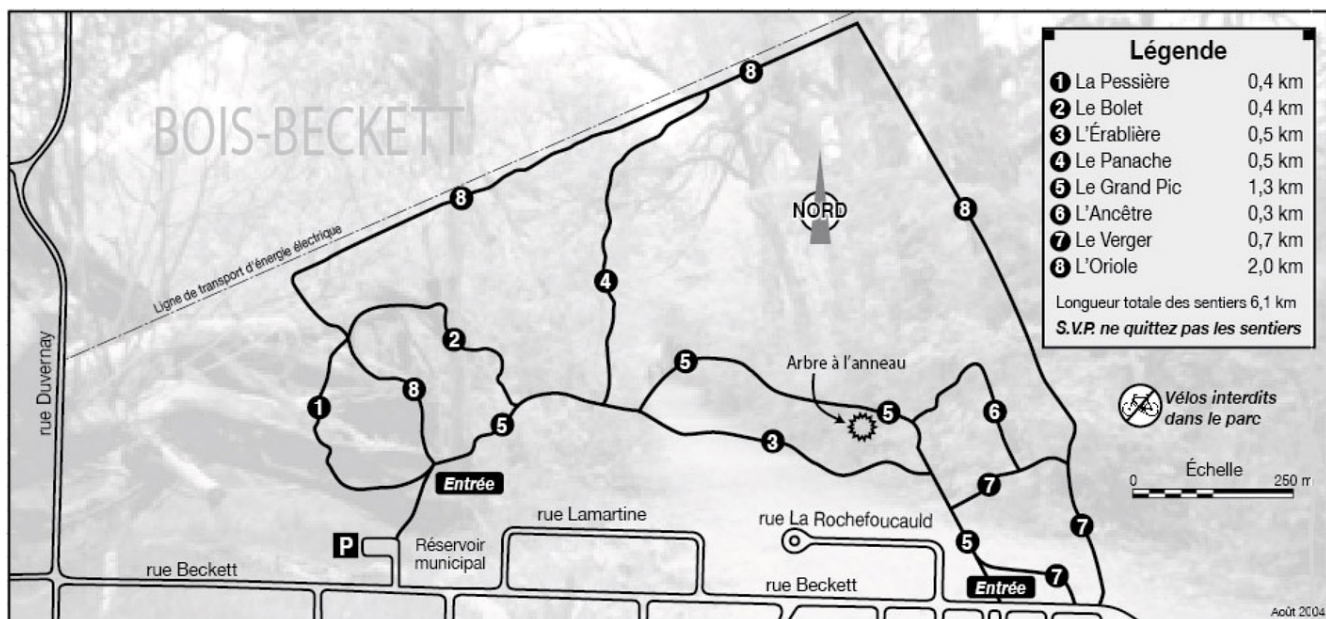 BOIS-BECKETT
Légende
1 La Pessière 0,4 km
2 Le Bolet 0,4 km
3 L'Érablière 0,5 km
4 Le Panache 0,5 km
5 Le Grand Pic 1,3 km
6 L'Ancêtre 0,3 km
7 Le Verger 0,7 km
8 L'Oriole 2,0 km
Longueur totale des sentiers 6,1 km
S.V.P. ne quittez pas les sentiers
8
8
NORD
8
Ligne de transport d'énergie électrique
4
2
5
Arbre à l'anneau
rue Duvernay
8
1
5
5
6
3
Vélos interdits
dans le parc
Échelle
0 250 m
Entrée
7
rue Lamartine
rue La Rochefoucauld
7
P
Réservoir
municipal
5
rue Beckett
rue Beckett
Entrée
7
Août 2004